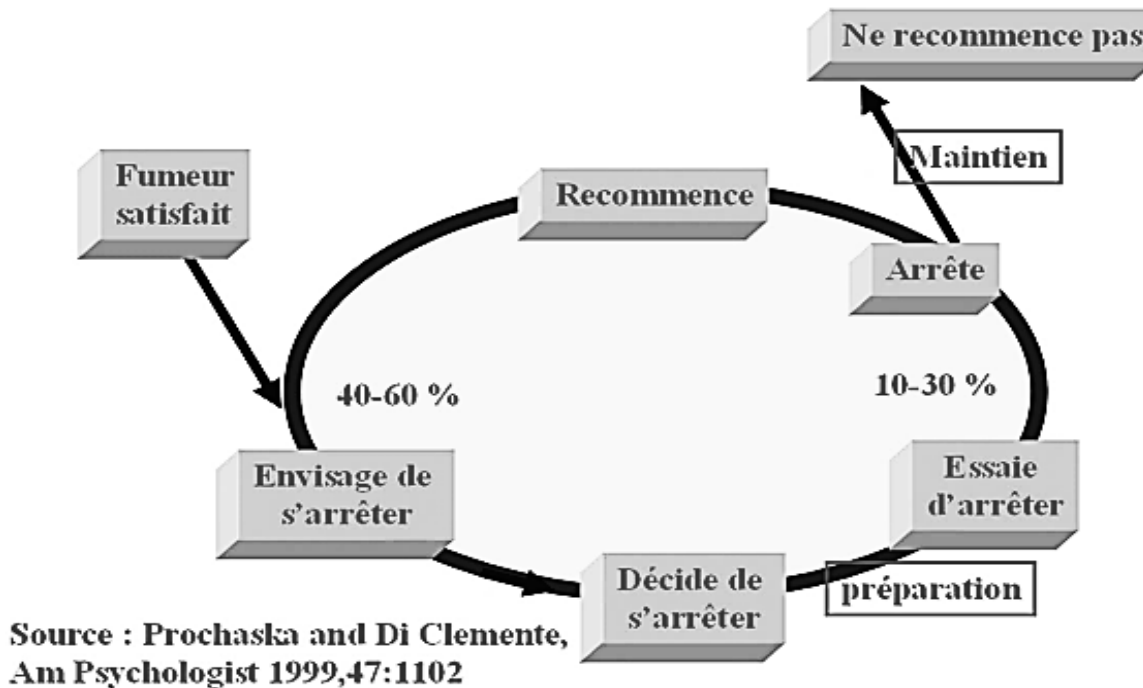 Ne recommence pas
Maintien
Fumeur
satisfait
Recommence
Arrête
40-60 %
10-30 %
Envisage de
s'arrêter
Essaie
d'arrêter
Décide de
s'arrêter
préparation
Source : Prochaska and Di Clemente,
Am Psychologist 1999,47:1102